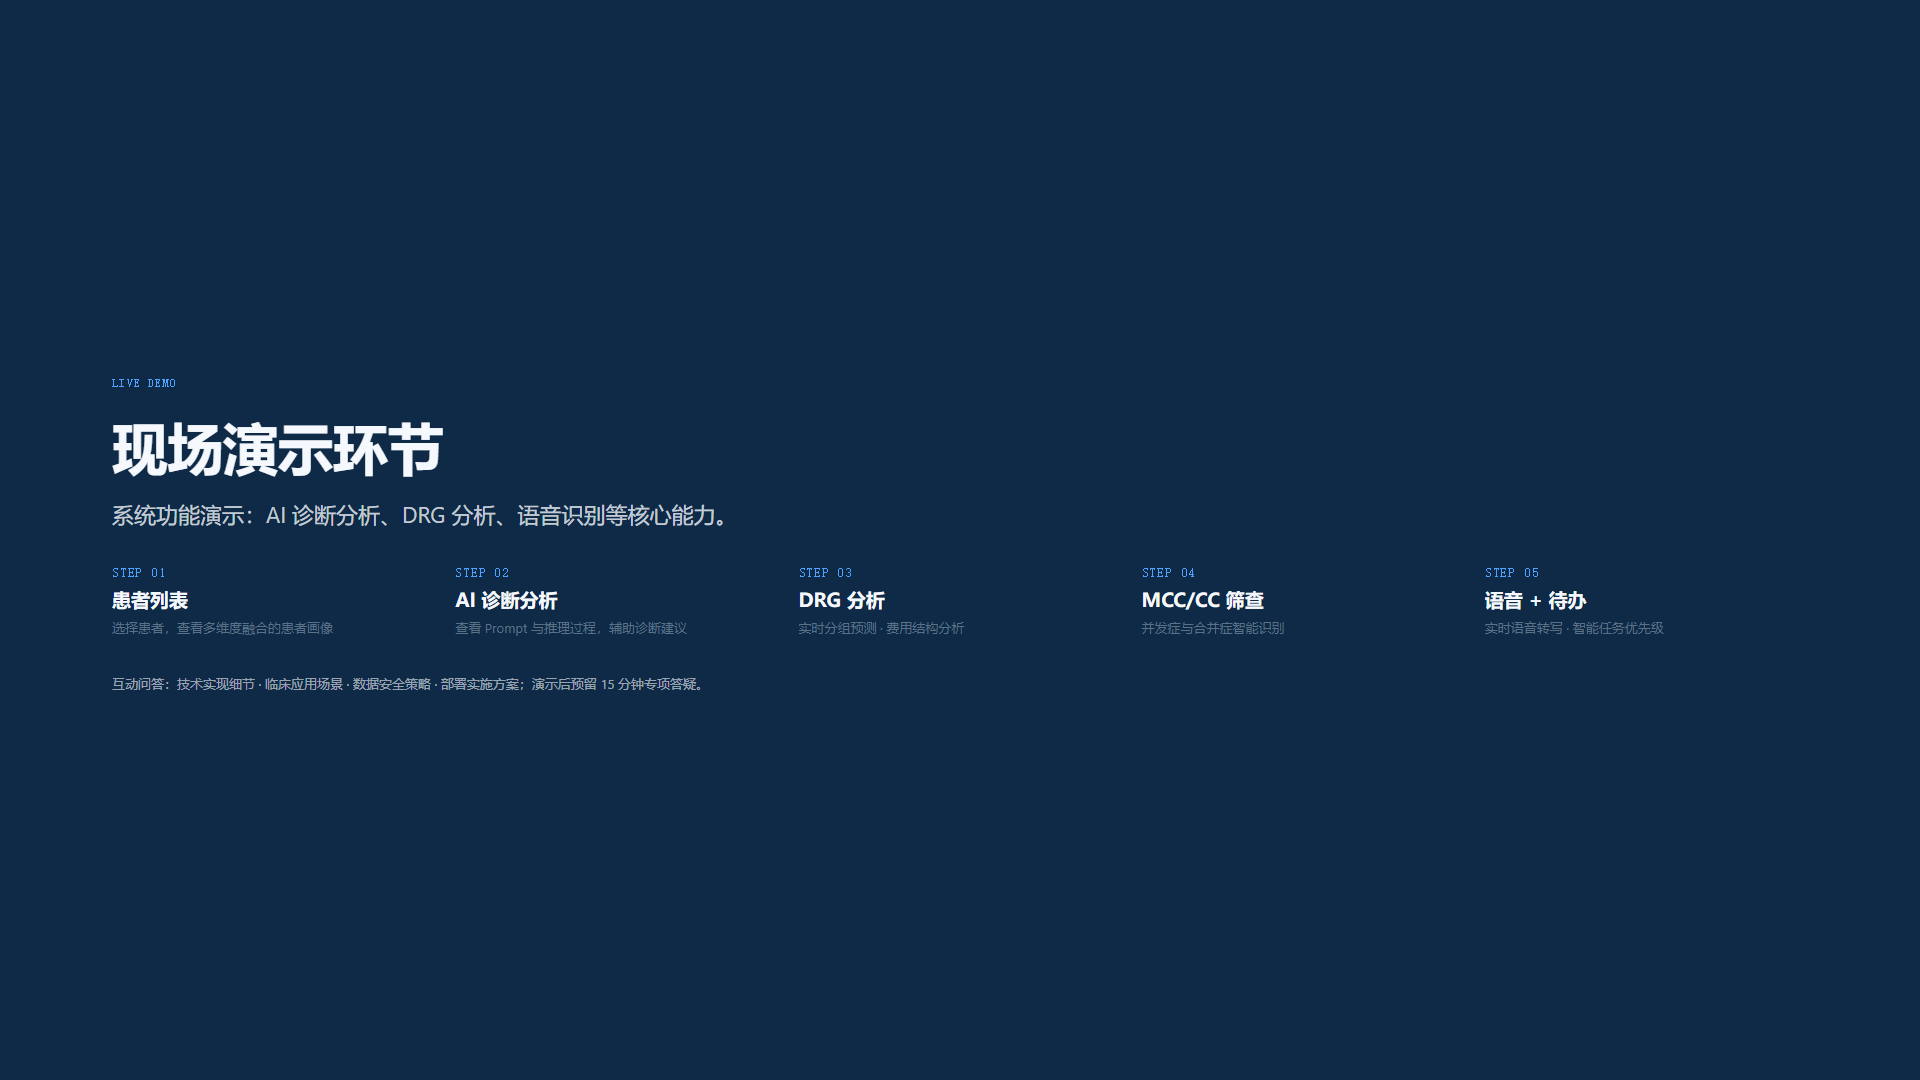 LIVE DEMO
现场演示环节
系统功能演示：AI 诊断分析、DRG 分析、语音识别等核心能力。
STEP 01
患者列表
选择患者，查看多维度融合的患者画像
STEP 02
AI 诊断分析
查看 Prompt 与推理过程，辅助诊断建议
STEP 03
DRG 分析
实时分组预测 · 费用结构分析
STEP 04
MCC/CC 筛查
并发症与合并症智能识别
STEP 05
语音 + 待办
实时语音转写 · 智能任务优先级
互动问答：技术实现细节 · 临床应用场景 · 数据安全策略 · 部署实施方案；演示后预留 15 分钟专项答疑。